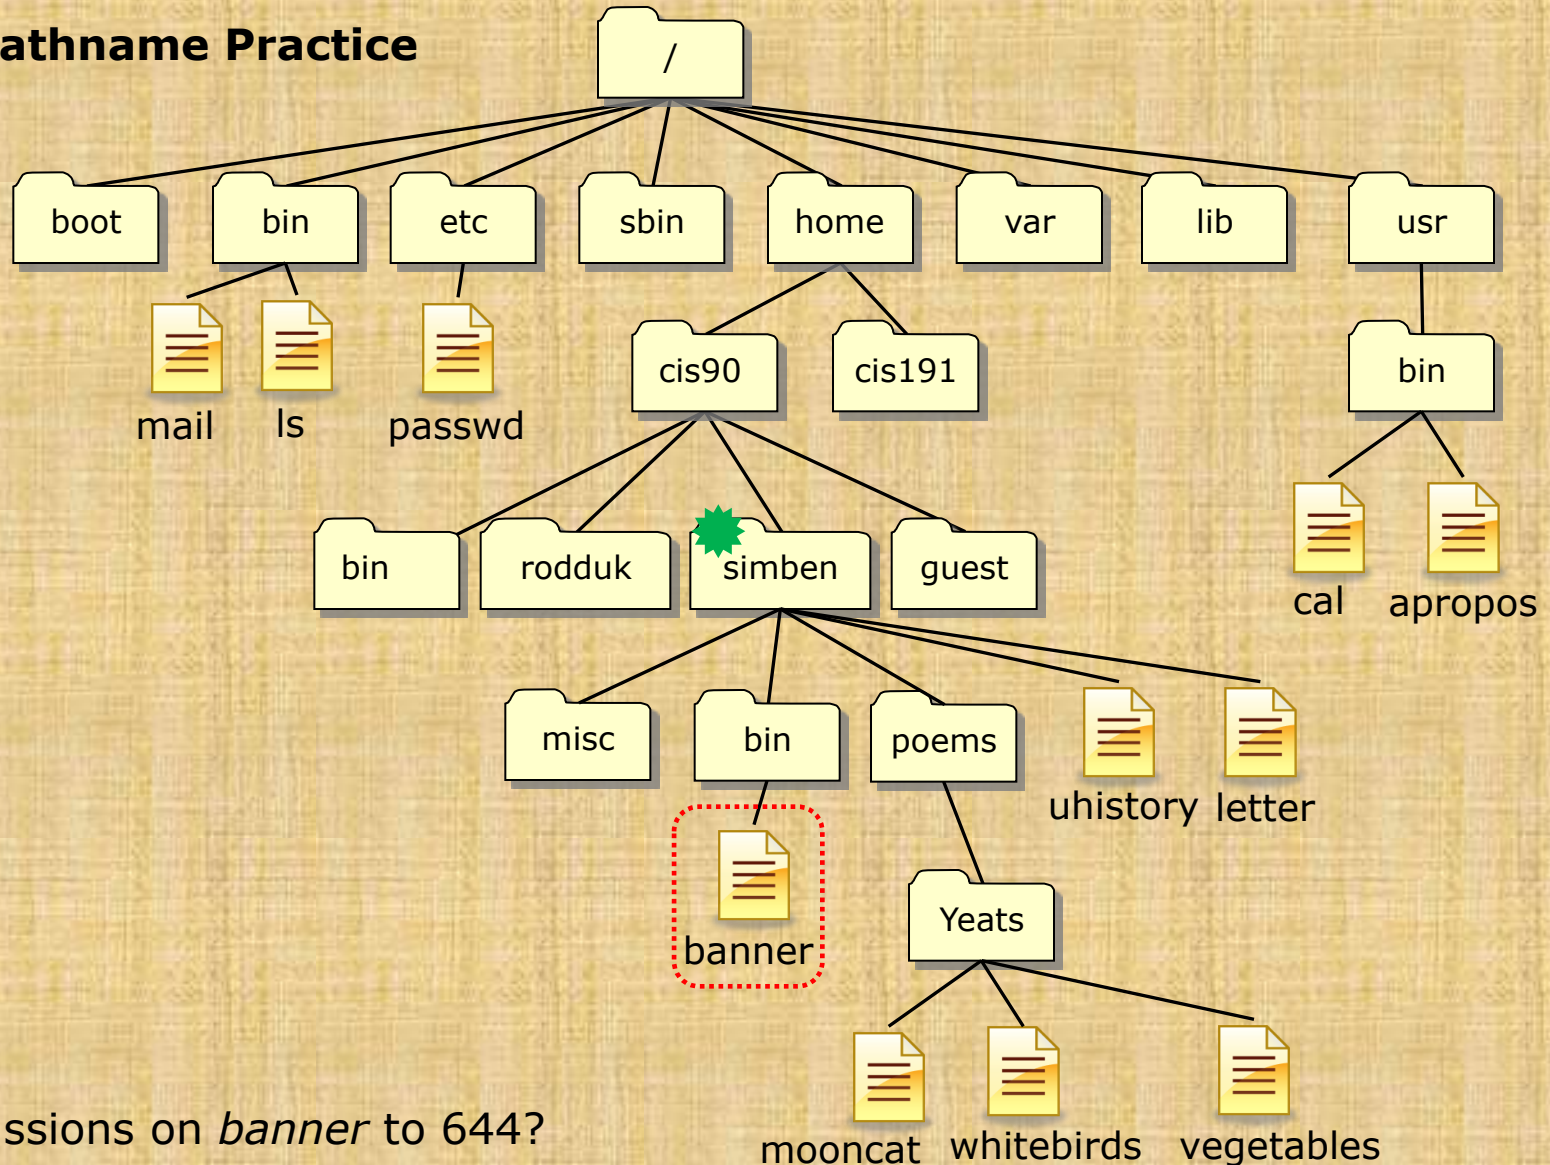 athname Practice
/
boot bin etc sbin home var lib usr
mail ls passwd cis90 cis191 bin
bin rodduk simben guest cal apropos
misc bin poems uhistory letter
banner Yeats
ssions on banner to 644?
mooncat whitebirds vegetables